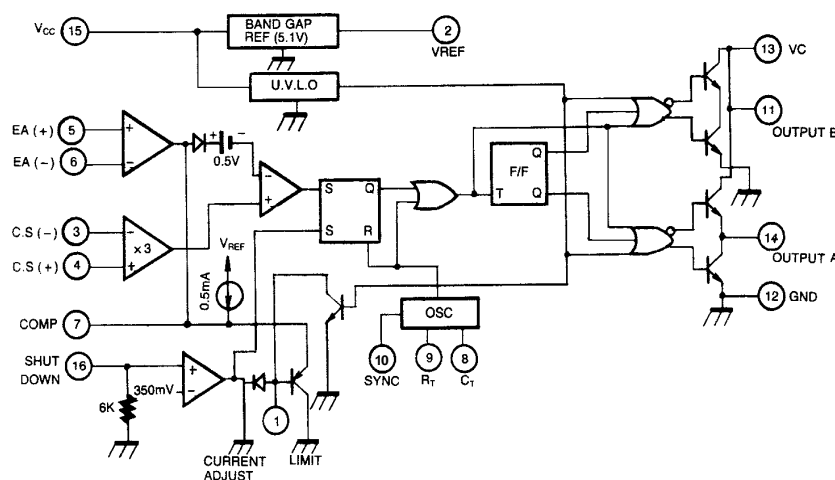 VCC 15
BAND GAP
REF (5.1V)
2
VREF
13 VC
U.V.L.O
11
OUTPUT B
EA (+) 5
EA (−) 6
+
−
+ −
0.5V
−
+
S Q
S
R
F/F
Q
T Q
C.S (−) 3
C.S (+) 4
−
+
×3
VREF
0.5mA
14
OUTPUT A
12 GND
COMP 7
OSC
10
SYNC
9
RT
8
CT
SHUT
DOWN
16
+
−
350mV
6K
1
CURRENT
ADJUST
LIMIT